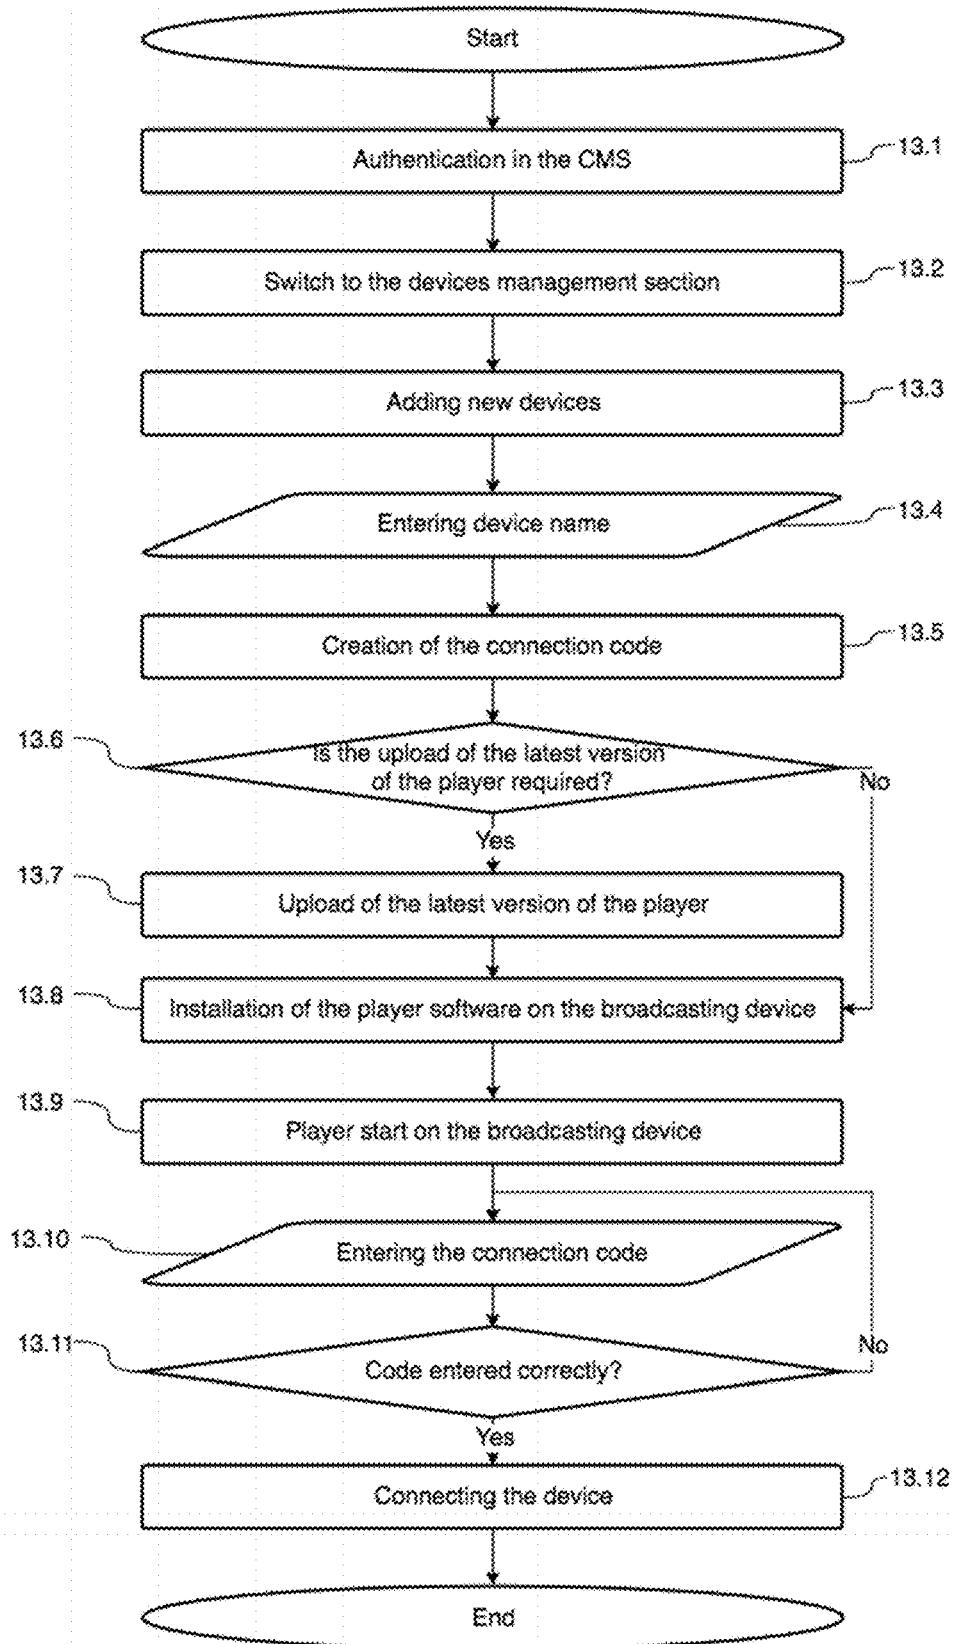 Start
Authentication in the CMS
13.1
Switch to the devices management section
13.2
Adding new devices
13.3
Entering device name
13.4
Creation of the connection code
13.5
13.6
Is the upload of the latest version
of the player required?
No
Yes
13.7
Upload of the latest version of the player
13.8
Installation of the player software on the broadcasting device
13.9
Player start on the broadcasting device
13.10
Entering the connection code
13.11
Code entered correctly?
No
Yes
Connecting the device
13.12
End